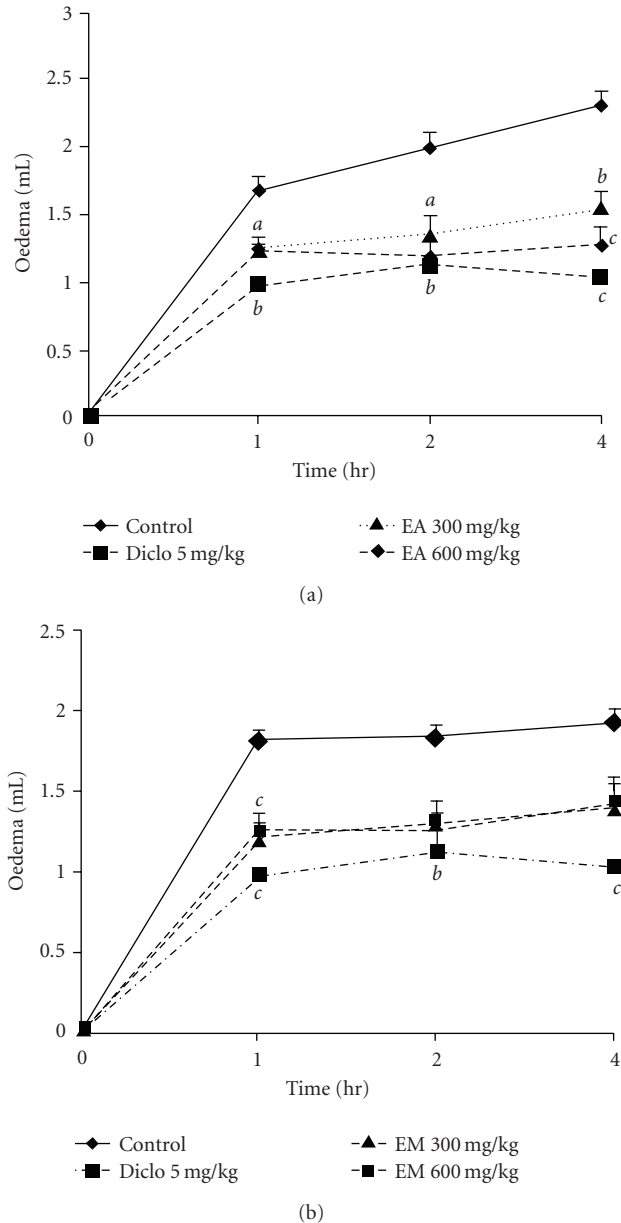 3
2.5
2
1.5
1
0.5
0
Oedema (mL)
a
a
b
c
b
b
c
0
1
2
4
Time (hr)
Control
EA 300 mg/kg
Diclo 5 mg/kg
EA 600 mg/kg
(a)
2.5
2
1.5
1
0.5
0
Oedema (mL)
c
c
b
c
0
1
2
4
Time (hr)
Control
EM 300 mg/kg
Diclo 5 mg/kg
EM 600 mg/kg
(b)